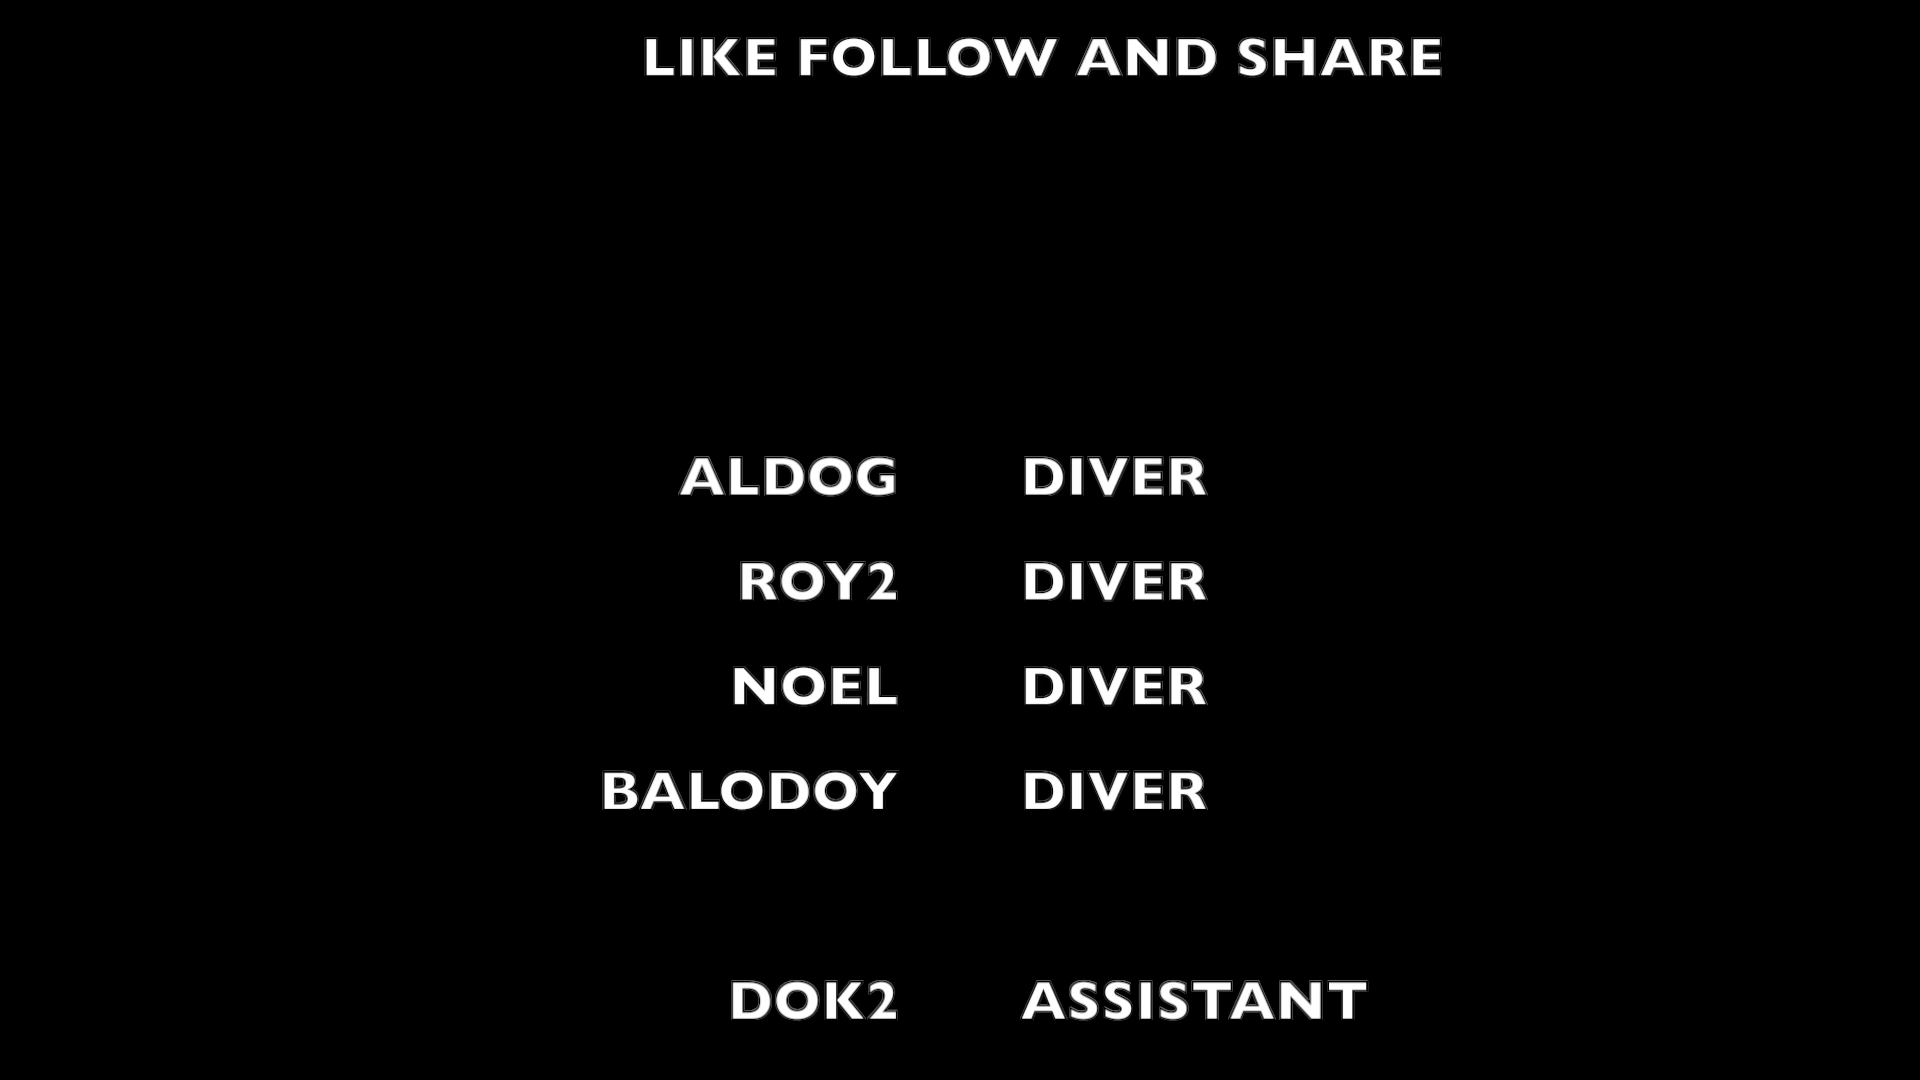 LIKE FOLLOW AND SHARE
ALDOG DIVER
ROY2 DIVER
NOEL DIVER
BALODOY DIVER
DOK2 ASSISTANT